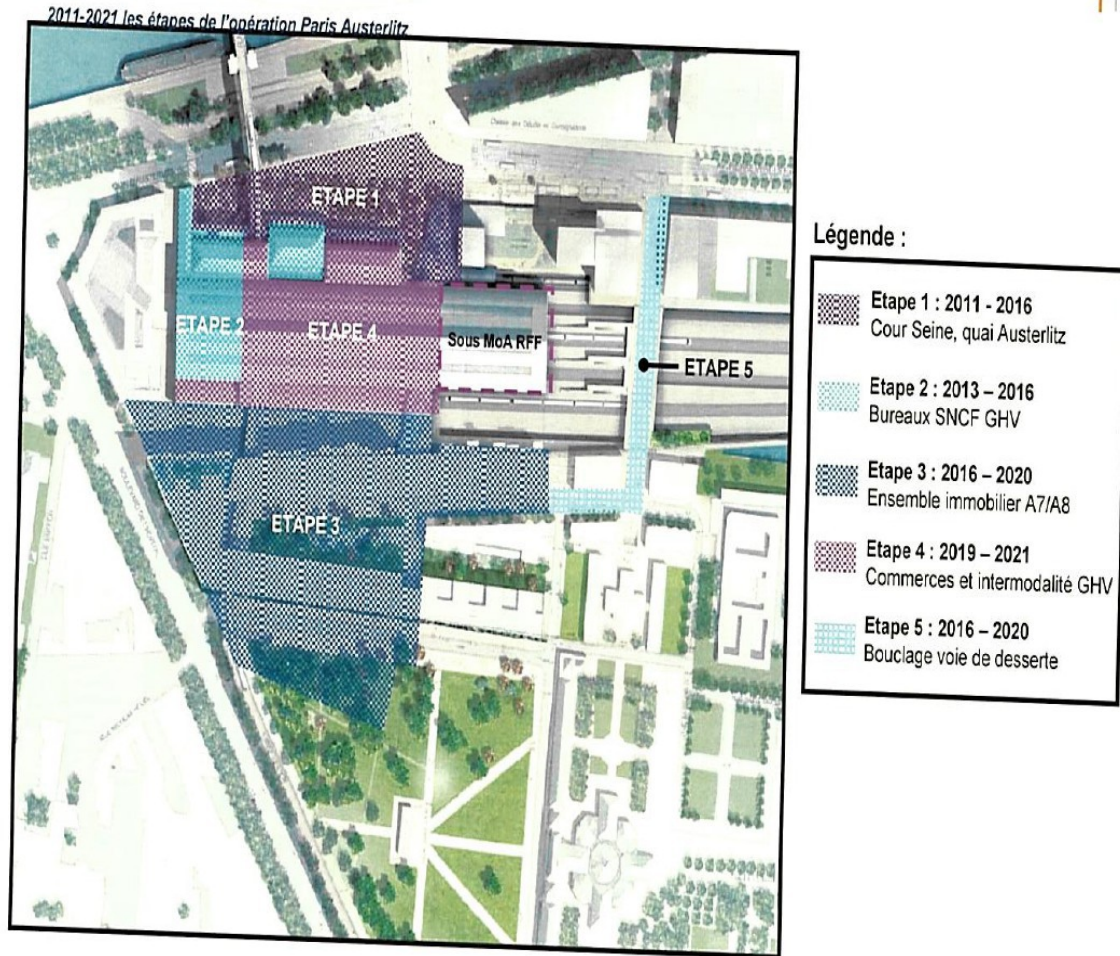 2011-2021 les étapes de l'opération Paris Austerlitz
ETAPE 1
ETAPE 2
ETAPE 4
Sous MoA RFF
ETAPE 5
ETAPE 3
Légende :
Etape 1 : 2011 - 2016
Cour Seine, quai Austerlitz
Etape 2 : 2013 – 2016
Bureaux SNCF GHV
Etape 3 : 2016 – 2020
Ensemble immobilier A7/A8
Etape 4 : 2019 – 2021
Commerces et intermodalité GHV
Etape 5 : 2016 – 2020
Bouclage voie de desserte